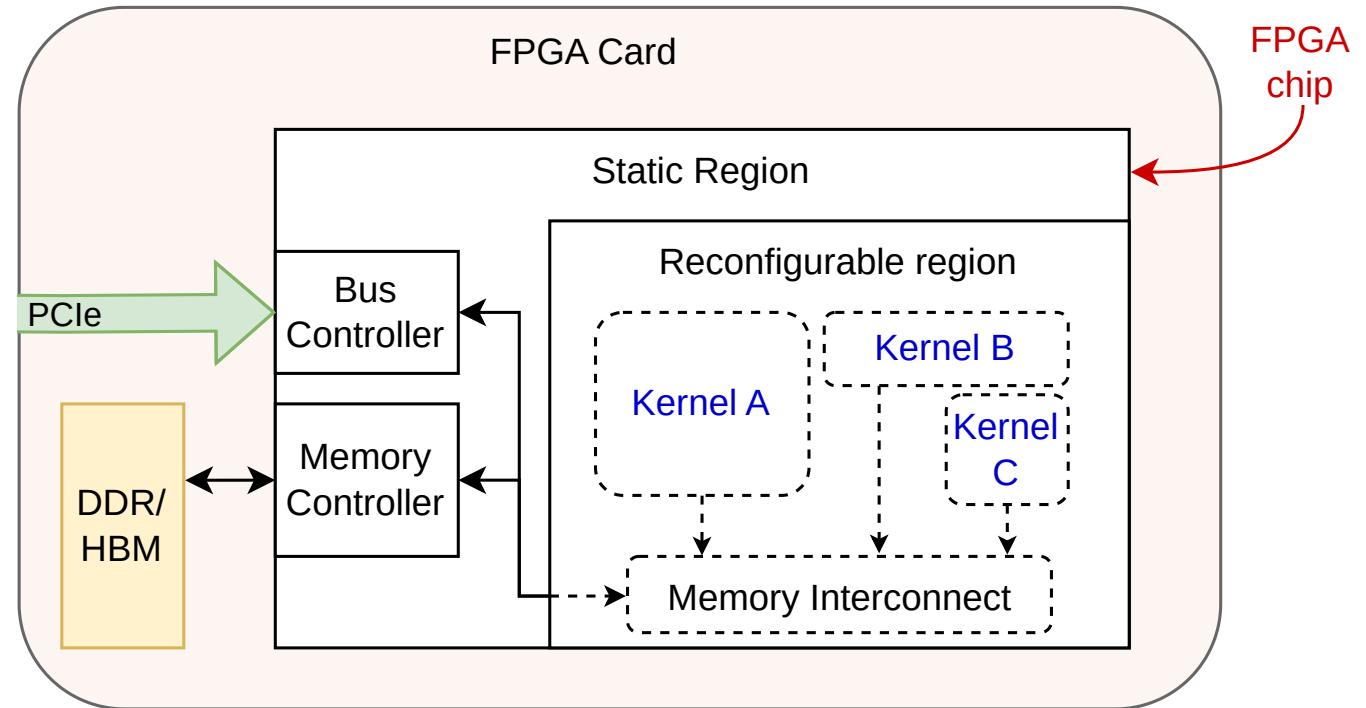 FPGA Card
FPGA
chip
Static Region
Reconfigurable region
Bus
Controller
PCIe
Kernel A
Kernel B
Kernel
C
Memory
Controller
DDR/
HBM
Memory Interconnect